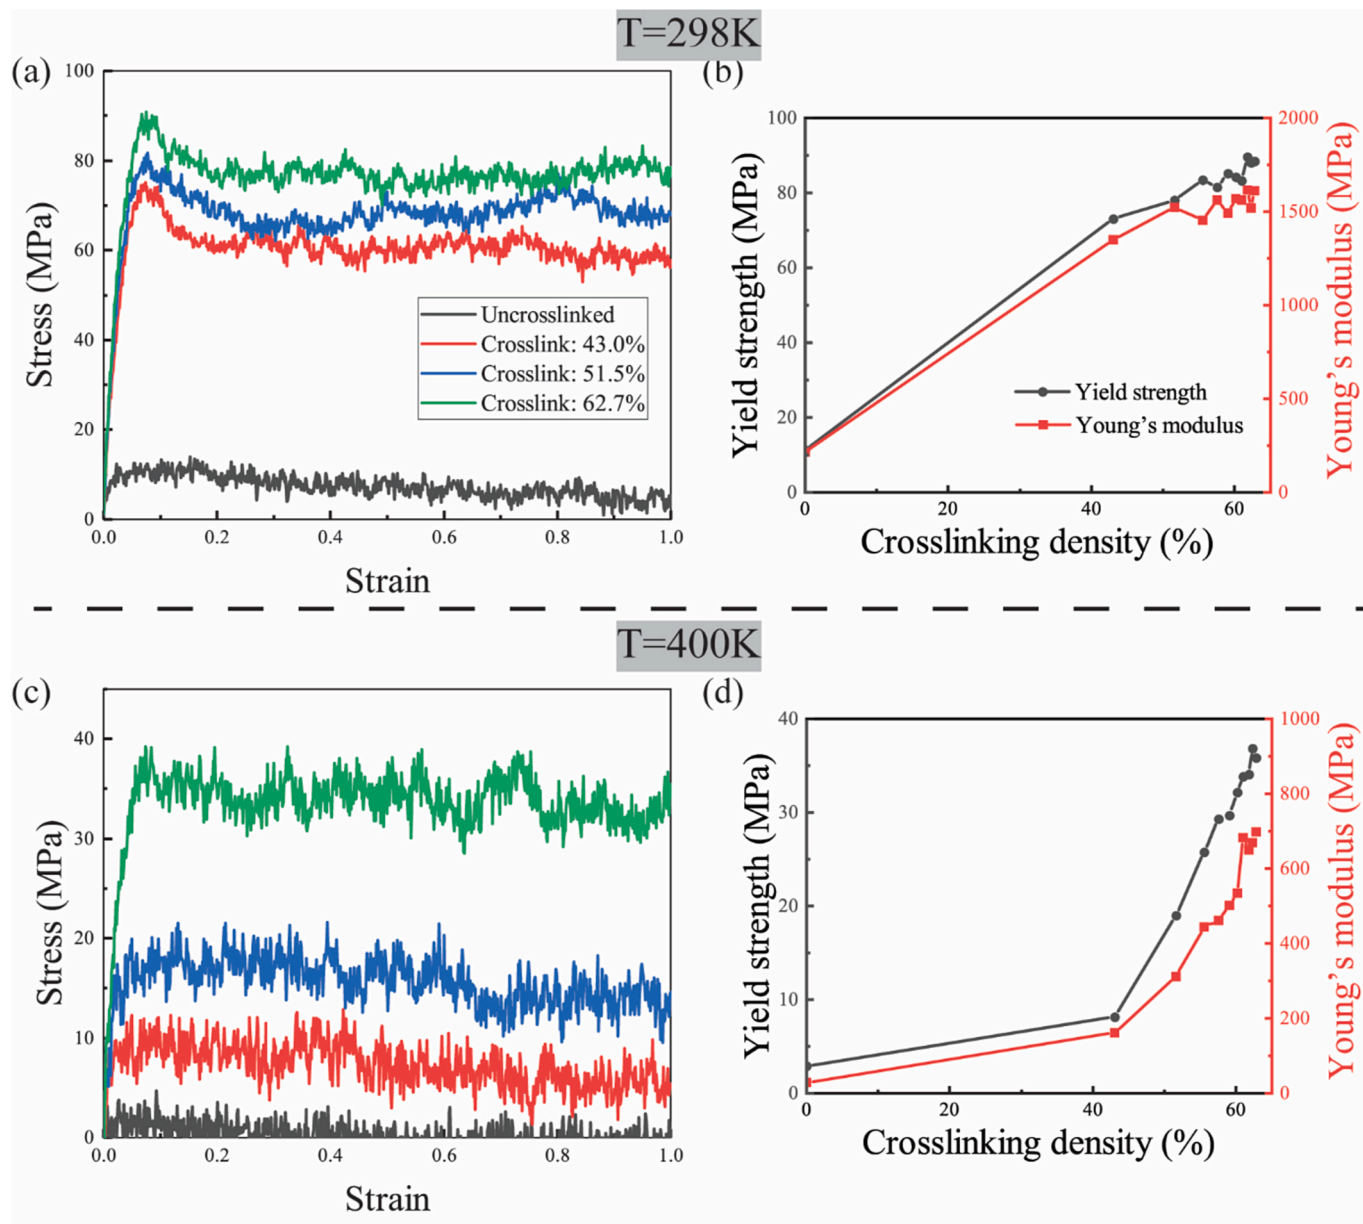 T=298K
(a)
(b)
100
80
60
40
20
0
0.0 0.2 0.4 0.6 0.8 1.0
Stress (MPa)
Strain
Uncrosslinked
Crosslink: 43.0%
Crosslink: 51.5%
Crosslink: 62.7%
100
80
60
40
20
0
0 20 40 60
Yield strength (MPa)
2000
1500
1000
500
0
Young's modulus (MPa)
Crosslinking density (%)
Yield strength
Young's modulus
T=400K
(c)
(d)
40
30
20
10
0
0.0 0.2 0.4 0.6 0.8 1.0
Stress (MPa)
Strain
40
30
20
10
0
0 20 40 60
Yield strength (MPa)
1000
800
600
400
200
0
Young's modulus (MPa)
Crosslinking density (%)